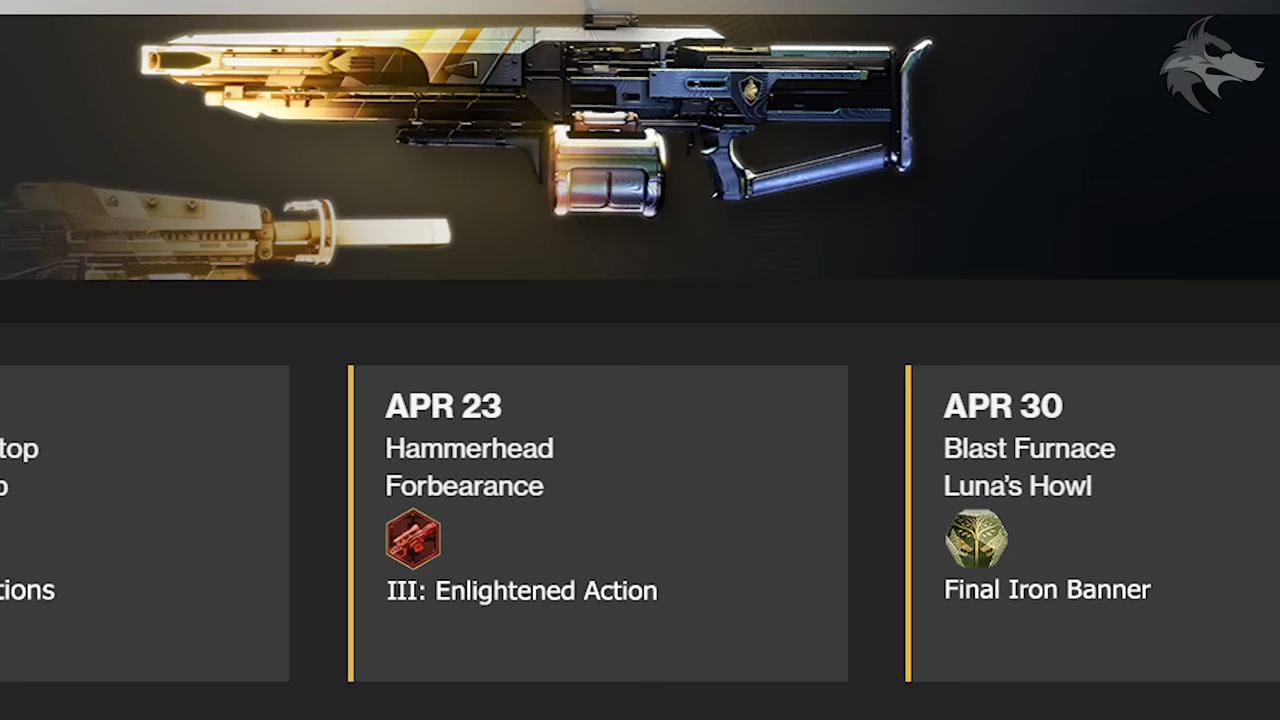 top
APR 23
Hammerhead
Forbearance
III: Enlightened Action
APR 30
Blast Furnace
Luna's Howl
Final Iron Banner
tions